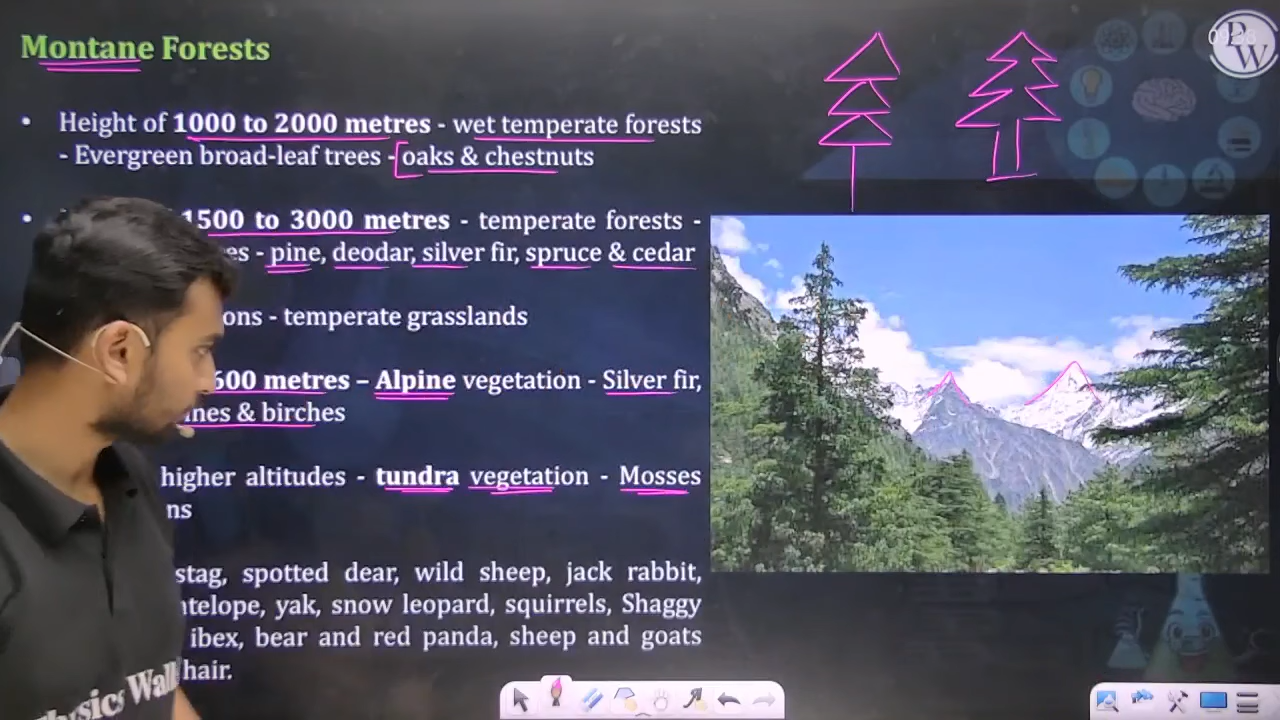 Montane Forests
• Height of 1000 to 2000 metres - wet temperate forests
- Evergreen broad-leaf trees - oaks & chestnuts
• 1500 to 3000 metres - temperate forests -
es - pine, deodar, silver fir, spruce & cedar
ons - temperate grasslands
600 metres – Alpine vegetation - Silver fir,
nes & birches
higher altitudes - tundra vegetation - Mosses
ns
stag, spotted dear, wild sheep, jack rabbit,
ntelope, yak, snow leopard, squirrels, Shaggy
ibex, bear and red panda, sheep and goats
hair.
PW
Physics Wall